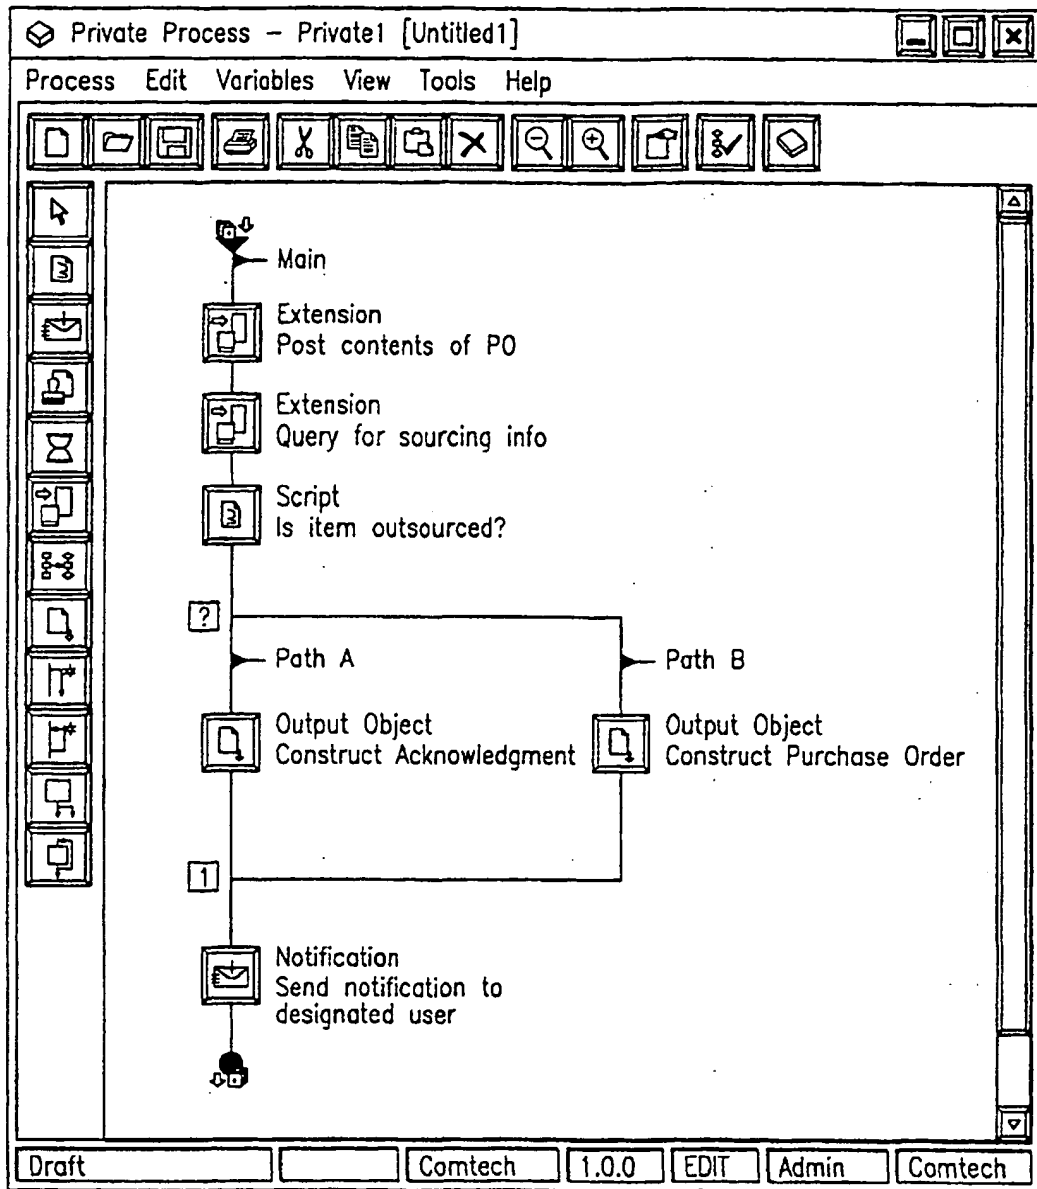 Private Process – Private1 [Untitled1]
Process Edit Variables View Tools Help
Main
Extension
Post contents of PO
Extension
Query for sourcing info
Script
Is item outsourced?
?
Path A
Path B
Output Object
Construct Acknowledgment
Output Object
Construct Purchase Order
1
Notification
Send notification to
designated user
Draft Comtech 1.0.0 EDIT Admin Comtech